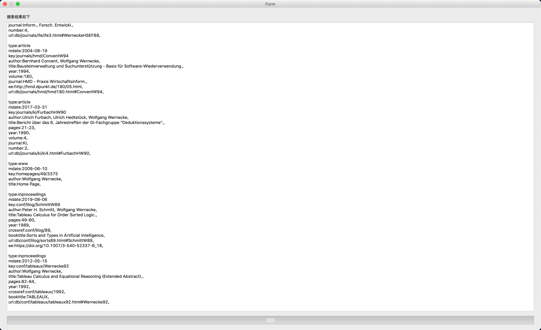 Form
搜索结果如下
journal:Inform., Forsch. Entwickl.,
number:4,
url:db/journals/ife/ife3.html#WerneckeHSEF88,
type:article
mdate:2004-08-19
key:journals/hmd/ConventW94
author:Bernhard Convent, Wolfgang Wernecke,
title:Bausteinverwaltung und Suchunterstützung - Basis für Software-Wiederverwendung.,
year:1994,
volume:180,
journal:HMD - Praxis Wirtschaftsinform.,
ee:http://hmd.dpunkt.de/180/05.html,
url:db/journals/hmd/hmd180.html#ConventW94,
type:article
mdate:2017-03-31
key:journals/ki/FurbachHW90
author:Ulrich Furbach, Ulrich Hedtstück, Wolfgang Wernecke,
title:Bericht über das 6. Jahrestreffen der GI-Fachgruppe "Deduktionssysteme".,
pages:21-23,
year:1990,
volume:4,
journal:KI,
number:2,
url:db/journals/ki/ki4.html#FurbachHW90,
type:www
mdate:2009-06-10
key:homepages/49/3375
author:Wolfgang Wernecke,
title:Home Page,
type:inproceedings
mdate:2019-08-06
key:conf/ilog/SchmittW89
author:Peter H. Schmitt, Wolfgang Wernecke,
title:Tableau Calculus for Order Sorted Logic.,
pages:49-60,
year:1989,
crossref:conf/ilog/89,
booktitle:Sorts and Types in Artificial Intelligence,
url:db/conf/ilog/sorts89.html#SchmittW89,
ee:https://doi.org/10.1007/3-540-52337-6_18,
type:inproceedings
mdate:2012-05-15
key:conf/tableaux/Wernecke92
author:Wolfgang Wernecke,
title:Tableau Calculus and Equational Reasoning (Extended Abstract).,
pages:82-84,
year:1992,
crossref:conf/tableaux/1992,
booktitle:TABLEAUX,
url:db/conf/tableaux/tableaux92.html#Wernecke92,